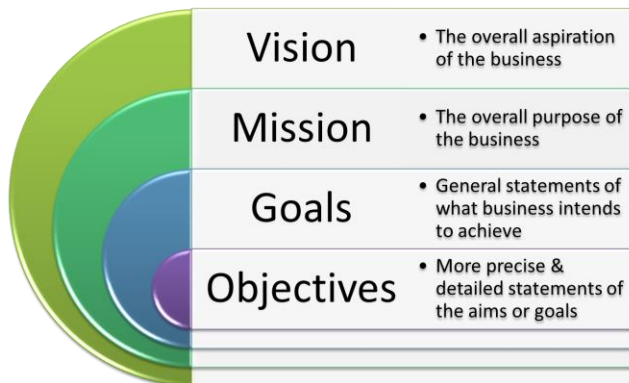 Vision
• The overall aspiration
of the business
Mission
• The overall purpose of
the business
Goals
• General statements of
what business intends
to achieve
Objectives
• More precise &
detailed statements of
the aims or goals